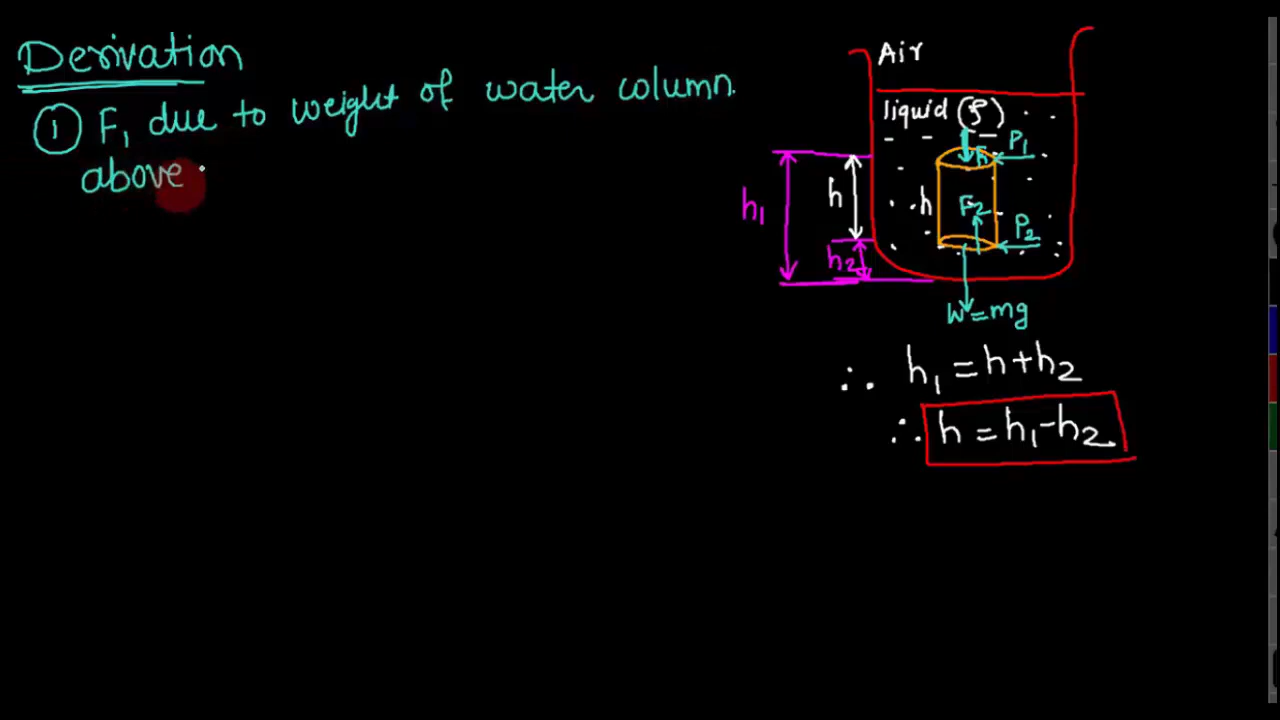 Derivation
① F₁ due to weight of water column
above
Air
liquid (ρ)
P₁
F₁
h₁
h
h
F₂
P₂
h₂
W=mg
∴ h₁ = h+h₂
∴ h = h₁-h₂